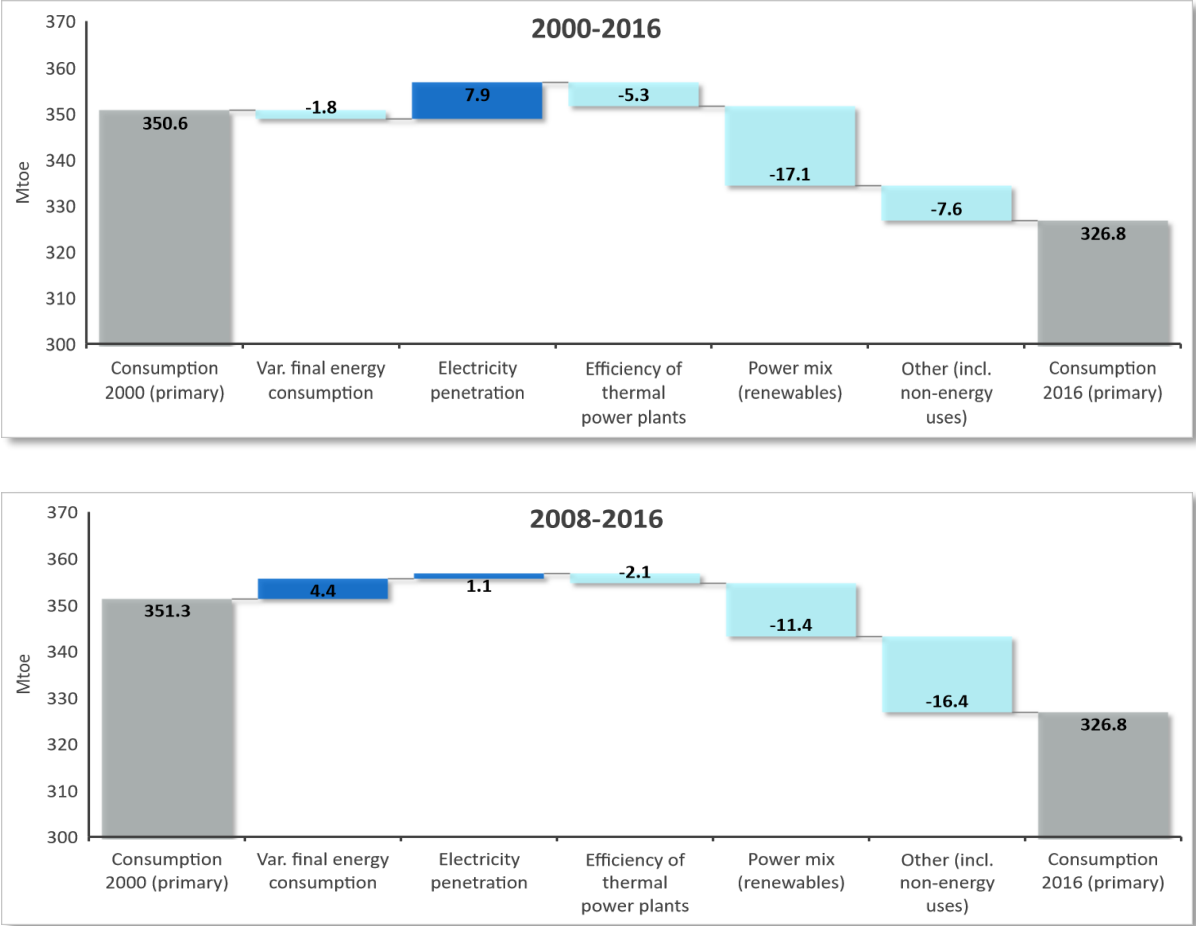 2000-2016
370
360
350
340
330
320
310
300
Mtoe
350.6
-1.8
7.9
-5.3
-17.1
-7.6
326.8
Consumption
2000 (primary)
Var. final energy
consumption
Electricity
penetration
Efficiency of
thermal
power plants
Power mix
(renewables)
Other (incl.
non-energy
uses)
Consumption
2016 (primary)
2008-2016
370
360
350
340
330
320
310
300
Mtoe
351.3
4.4
1.1
-2.1
-11.4
-16.4
326.8
Consumption
2000 (primary)
Var. final energy
consumption
Electricity
penetration
Efficiency of
thermal
power plants
Power mix
(renewables)
Other (incl.
non-energy
uses)
Consumption
2016 (primary)